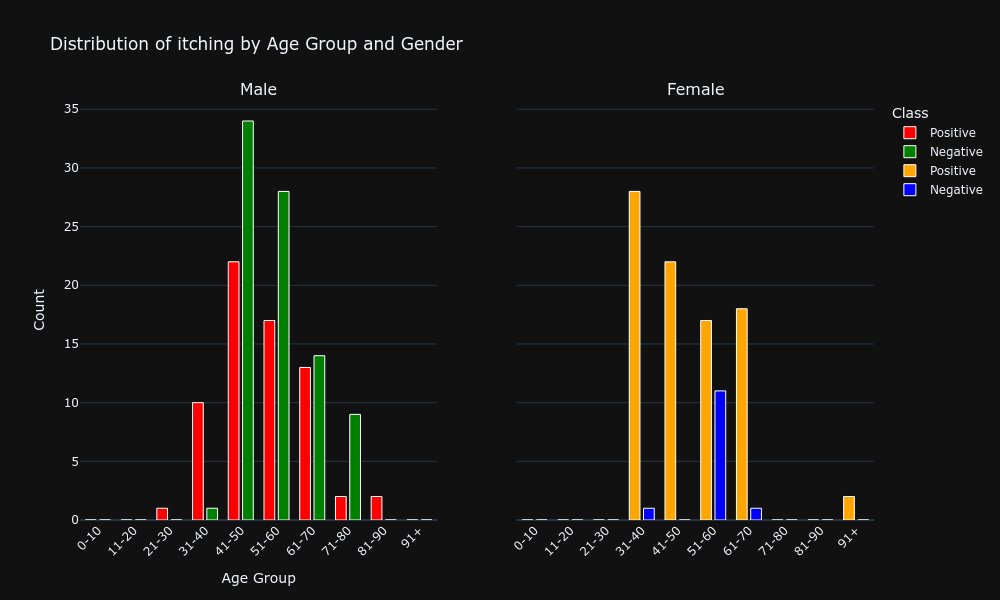 Distribution of itching by Age Group and Gender
Male
Female
Class
Positive
Negative
Positive
Negative
Count
35
30
25
20
15
10
5
0
0-10
11-20
21-30
31-40
41-50
51-60
61-70
71-80
81-90
91+
0-10
11-20
21-30
31-40
41-50
51-60
61-70
71-80
81-90
91+
Age Group